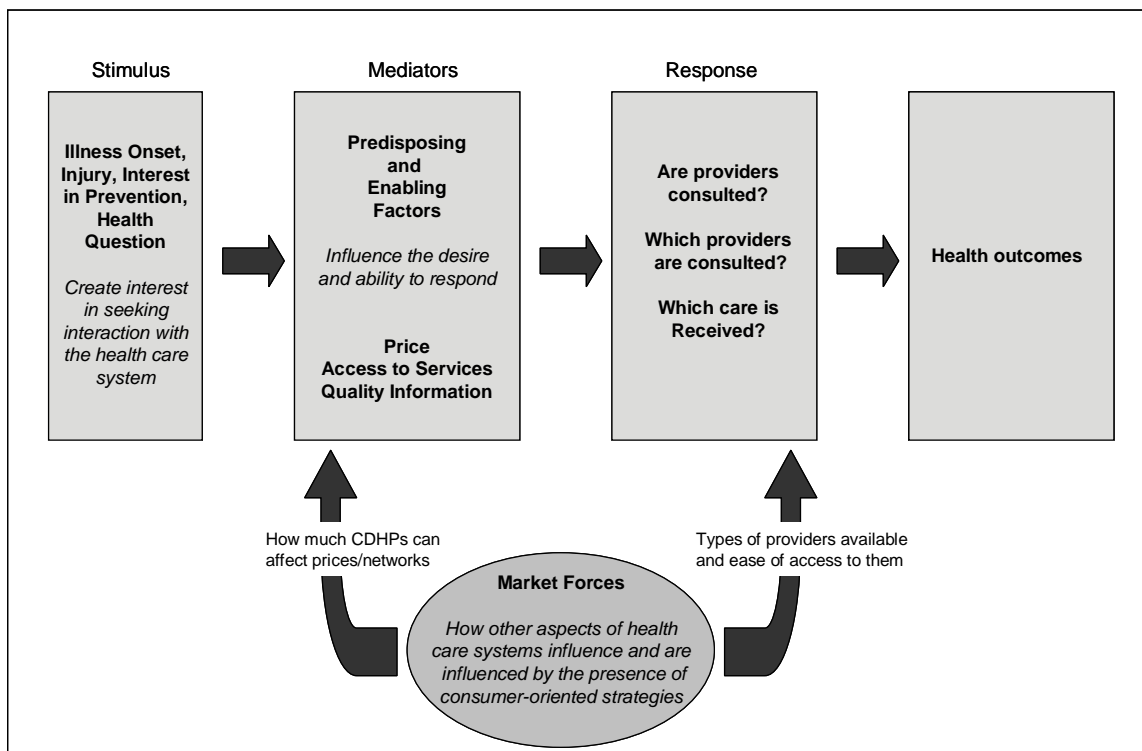 Stimulus
Illness Onset,
Injury, Interest
in Prevention,
Health
Question
Create interest
in seeking
interaction with
the health care
system
Mediators
Predisposing
and
Enabling
Factors
Influence the desire
and ability to respond
Price
Access to Services
Quality Information
Response
Are providers
consulted?
Which providers
are consulted?
Which care is
Received?
Health outcomes
How much CDHPs can
affect prices/networks
Types of providers available
and ease of access to them
Market Forces
How other aspects of health
care systems influence and are
influenced by the presence of
consumer-oriented strategies